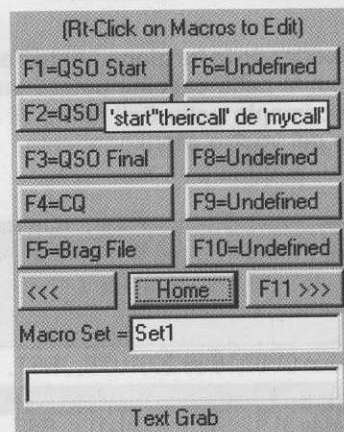 (Rt-Click on Macros to Edit)
F1=QSO Start F6=Undefined
F2=QSO 'start''theircall' de 'mycall'
F3=QSO Final F8=Undefined
F4=CQ F9=Undefined
F5=Brag File F10=Undefined
<<< Home F11 >>>
Macro Set = Set1
Text Grab